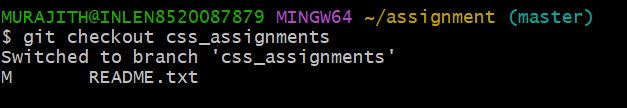 MURAJITH@INLEN8520087879 MINGW64 ~/assignment (master)
$ git checkout css_assignments
Switched to branch 'css_assignments'
M       README.txt